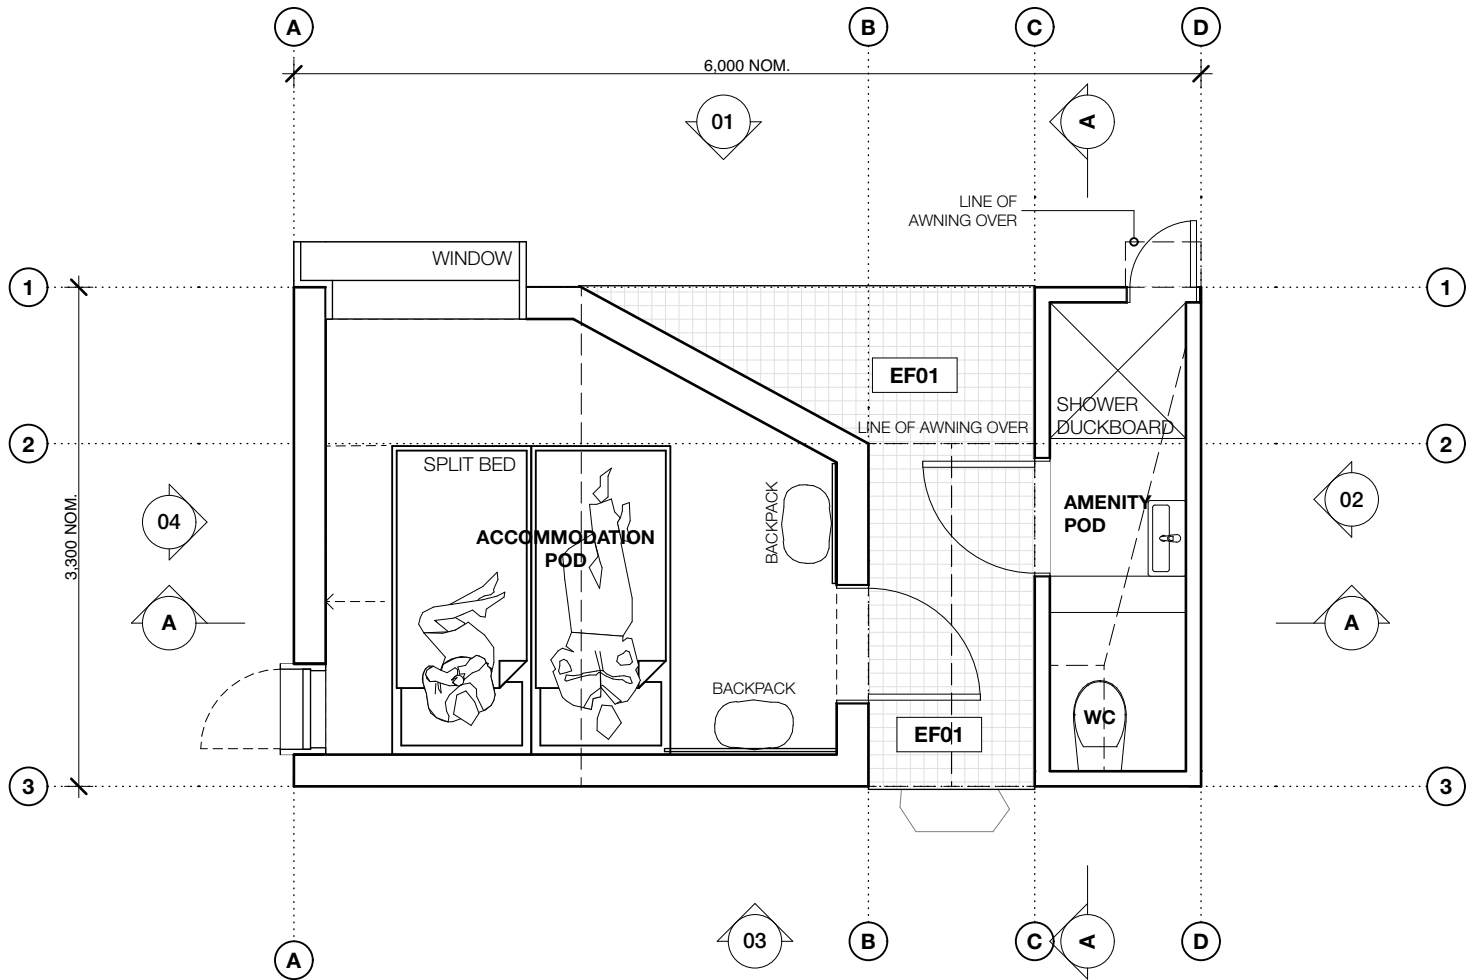 A
B
C
D
6,000 NOM.
01
A
LINE OF
AWNING OVER
WINDOW
1
1
EF01
SHOWER
DUCKBOARD
LINE OF AWNING OVER
2
2
SPLIT BED
BACKPACK
04
02
AMENITY
POD
ACCOMMODATION
POD
3,300 NOM.
A
A
BACKPACK
WC
EF01
3
3
03
A
B
C
A
D